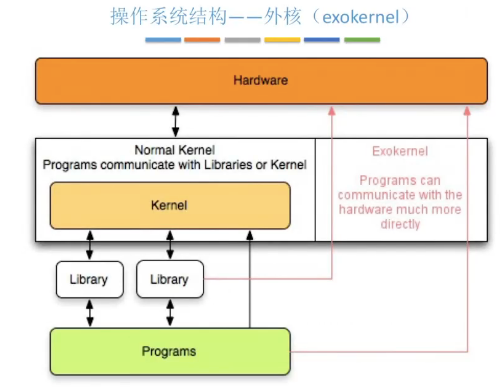 操作系统结构——外核（exokernel）
Hardware
Normal Kernel
Programs communicate with Libraries or Kernel
Kernel
Exokernel
Programs can
communicate with the
hardware much more
directly
Library
Library
Programs